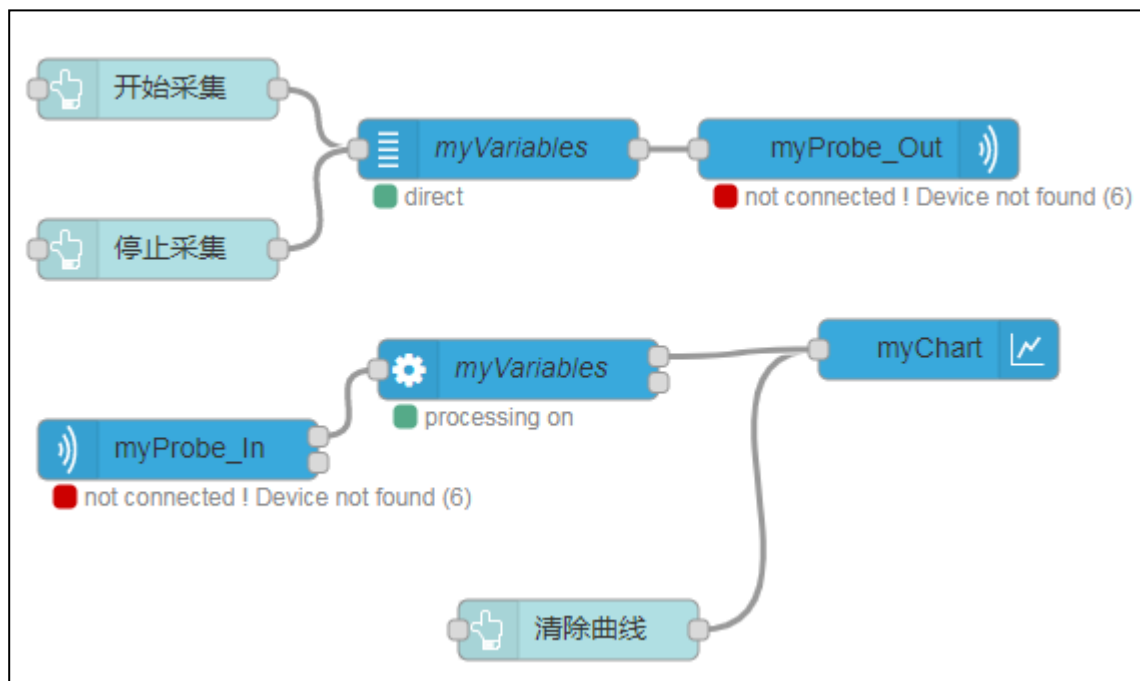 开始采集
myVariables
myProbe_Out
direct
not connected ! Device not found (6)
停止采集
myChart
myVariables
processing on
myProbe_In
not connected ! Device not found (6)
清除曲线